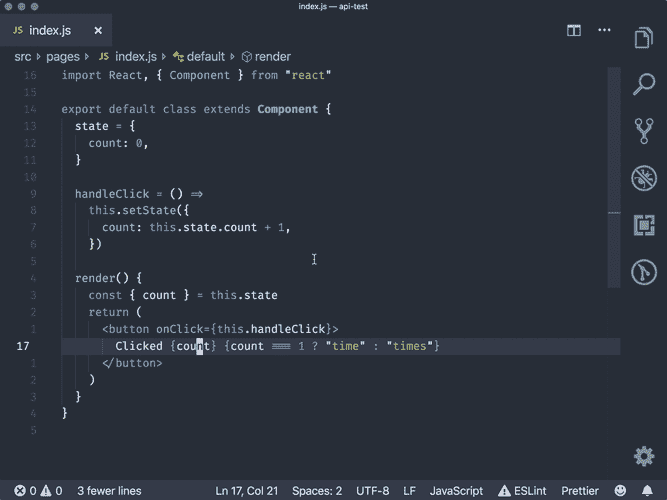 index.js — api-test
JS index.js ×
src › pages › JS index.js › default › render
16 import React, { Component } from "react"
15
14 export default class extends Component {
13 state = {
12 count: 0,
11 }
10
9 handleClick = () ⇒
8 this.setState({
7 count: this.state.count + 1,
6 })
5
4 render() {
3 const { count } = this.state
2 return (
1 <button onClick={this.handleClick}>
17 Clicked {count} {count === 1 ? "time" : "times"}
1 </button>
2 )
3 }
4 }
5
0 0 3 fewer lines Ln 17, Col 21 Spaces: 2 UTF-8 LF JavaScript ESLint Prettier